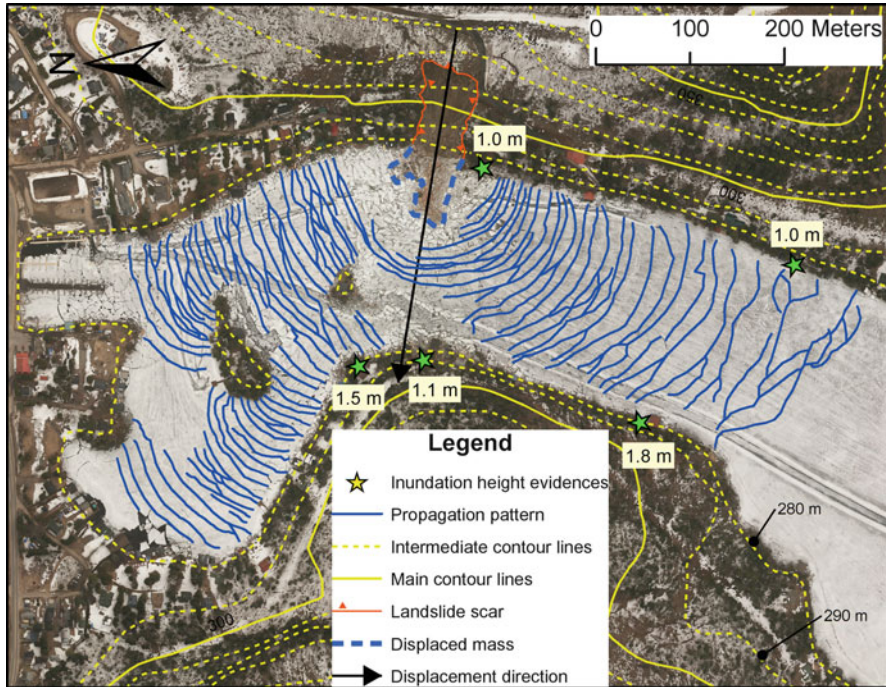 0 100 200 Meters
N
350
1.0 m
300
1.0 m
1.5 m
1.1 m
1.8 m
Legend
Inundation height evidences
Propagation pattern
Intermediate contour lines
Main contour lines
Landslide scar
Displaced mass
Displacement direction
280 m
290 m
300